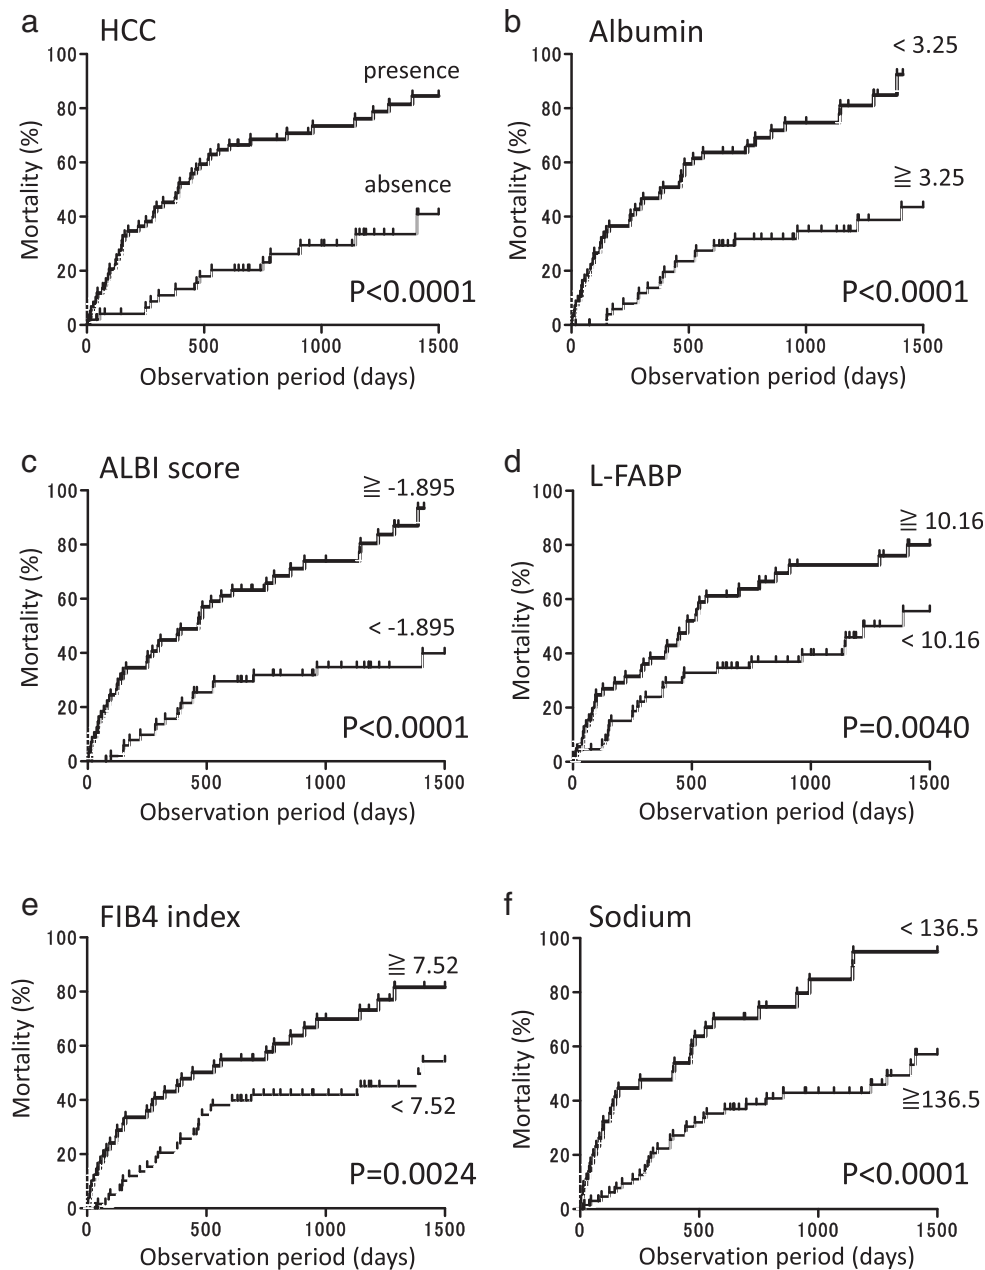 a HCC
100
80
60
40
20
0
Mortality (%)
presence
absence
P<0.0001
0 500 1000 1500
Observation period (days)
b Albumin
100
80
60
40
20
0
Mortality (%)
< 3.25
≧ 3.25
P<0.0001
0 500 1000 1500
Observation period (days)
c ALBI score
100
80
60
40
20
0
Mortality (%)
≧ -1.895
< -1.895
P<0.0001
0 500 1000 1500
Observation period (days)
d L-FABP
100
80
60
40
20
0
Mortality (%)
≧ 10.16
< 10.16
P=0.0040
0 500 1000 1500
Observation period (days)
e FIB4 index
100
80
60
40
20
0
Mortality (%)
≧ 7.52
< 7.52
P=0.0024
0 500 1000 1500
Observation period (days)
f Sodium
100
80
60
40
20
0
Mortality (%)
< 136.5
≧136.5
P<0.0001
0 500 1000 1500
Observation period (days)